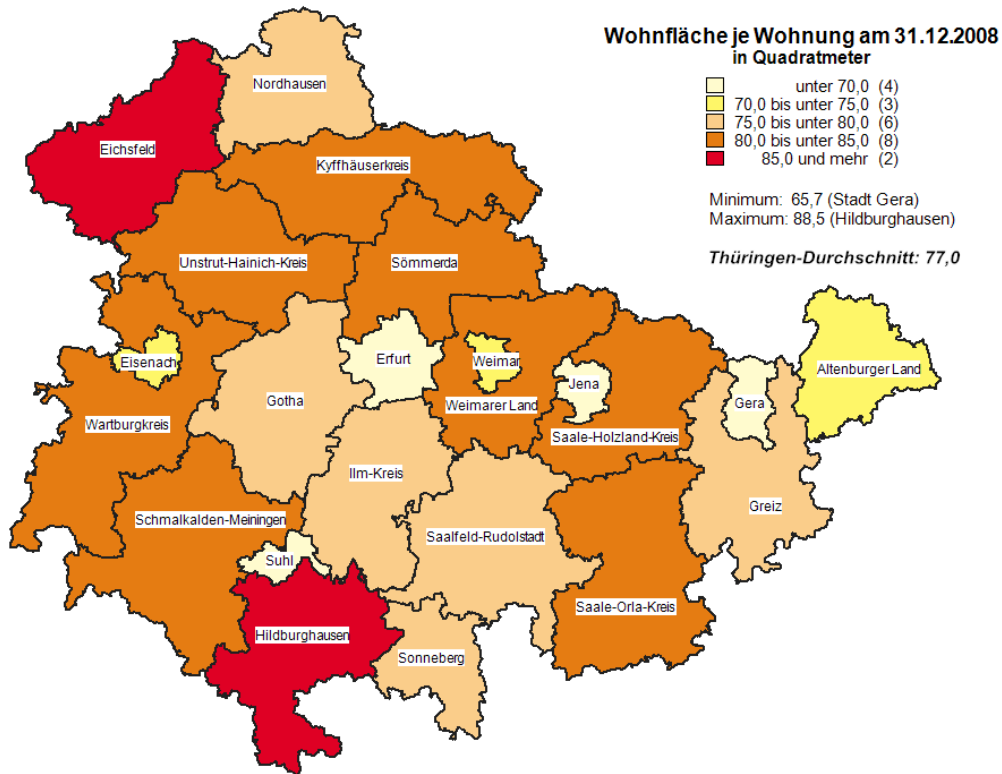 Wohnfläche je Wohnung am 31.12.2008
in Quadratmeter
unter 70,0 (4)
70,0 bis unter 75,0 (3)
75,0 bis unter 80,0 (6)
80,0 bis unter 85,0 (8)
85,0 und mehr (2)
Minimum: 65,7 (Stadt Gera)
Maximum: 88,5 (Hildburghausen)
Thüringen-Durchschnitt: 77,0
Nordhausen
Eichsfeld
Kyffhäuserkreis
Unstrut-Hainich-Kreis
Sömmerda
Eisenach
Erfurt
Weimar
Jena
Altenburger Land
Gotha
Weimarer Land
Gera
Wartburgkreis
Saale-Holzland-Kreis
Ilm-Kreis
Greiz
Schmalkalden-Meiningen
Saalfeld-Rudolstadt
Suhl
Saale-Orla-Kreis
Hildburghausen
Sonneberg